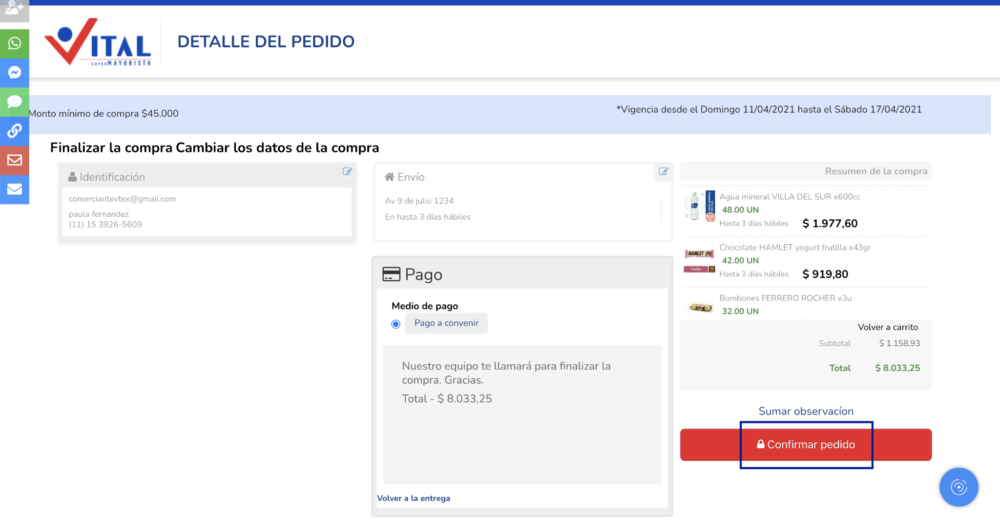 VITAL
SUPERMAYORISTA
DETALLE DEL PEDIDO
Monto mínimo de compra $45.000
*Vigencia desde el Domingo 11/04/2021 hasta el Sábado 17/04/2021
Finalizar la compra Cambiar los datos de la compra
Identificación
comerciantevtex@gmail.com
paula fernandez
(11) 15 3926-5609
Envío
Av 9 de julio 1234
En hasta 3 días hábiles
Pago
Medio de pago
Pago a convenir
Nuestro equipo te llamará para finalizar la
compra. Gracias.
Total - $ 8.033,25
Volver a la entrega
Resumen de la compra
Agua mineral VILLA DEL SUR x600cc
48.00 UN
Hasta 3 días hábiles $ 1.977,60
HAMLET
Frutilla
Chocolate HAMLET yogurt frutilla x43gr
42.00 UN
Hasta 3 días hábiles $ 919,80
Bombones FERRERO ROCHER x3u
32.00 UN
Volver a carrito
Subtotal $ 1.158,93
Total $ 8.033,25
Sumar observacíon
Confirmar pedido